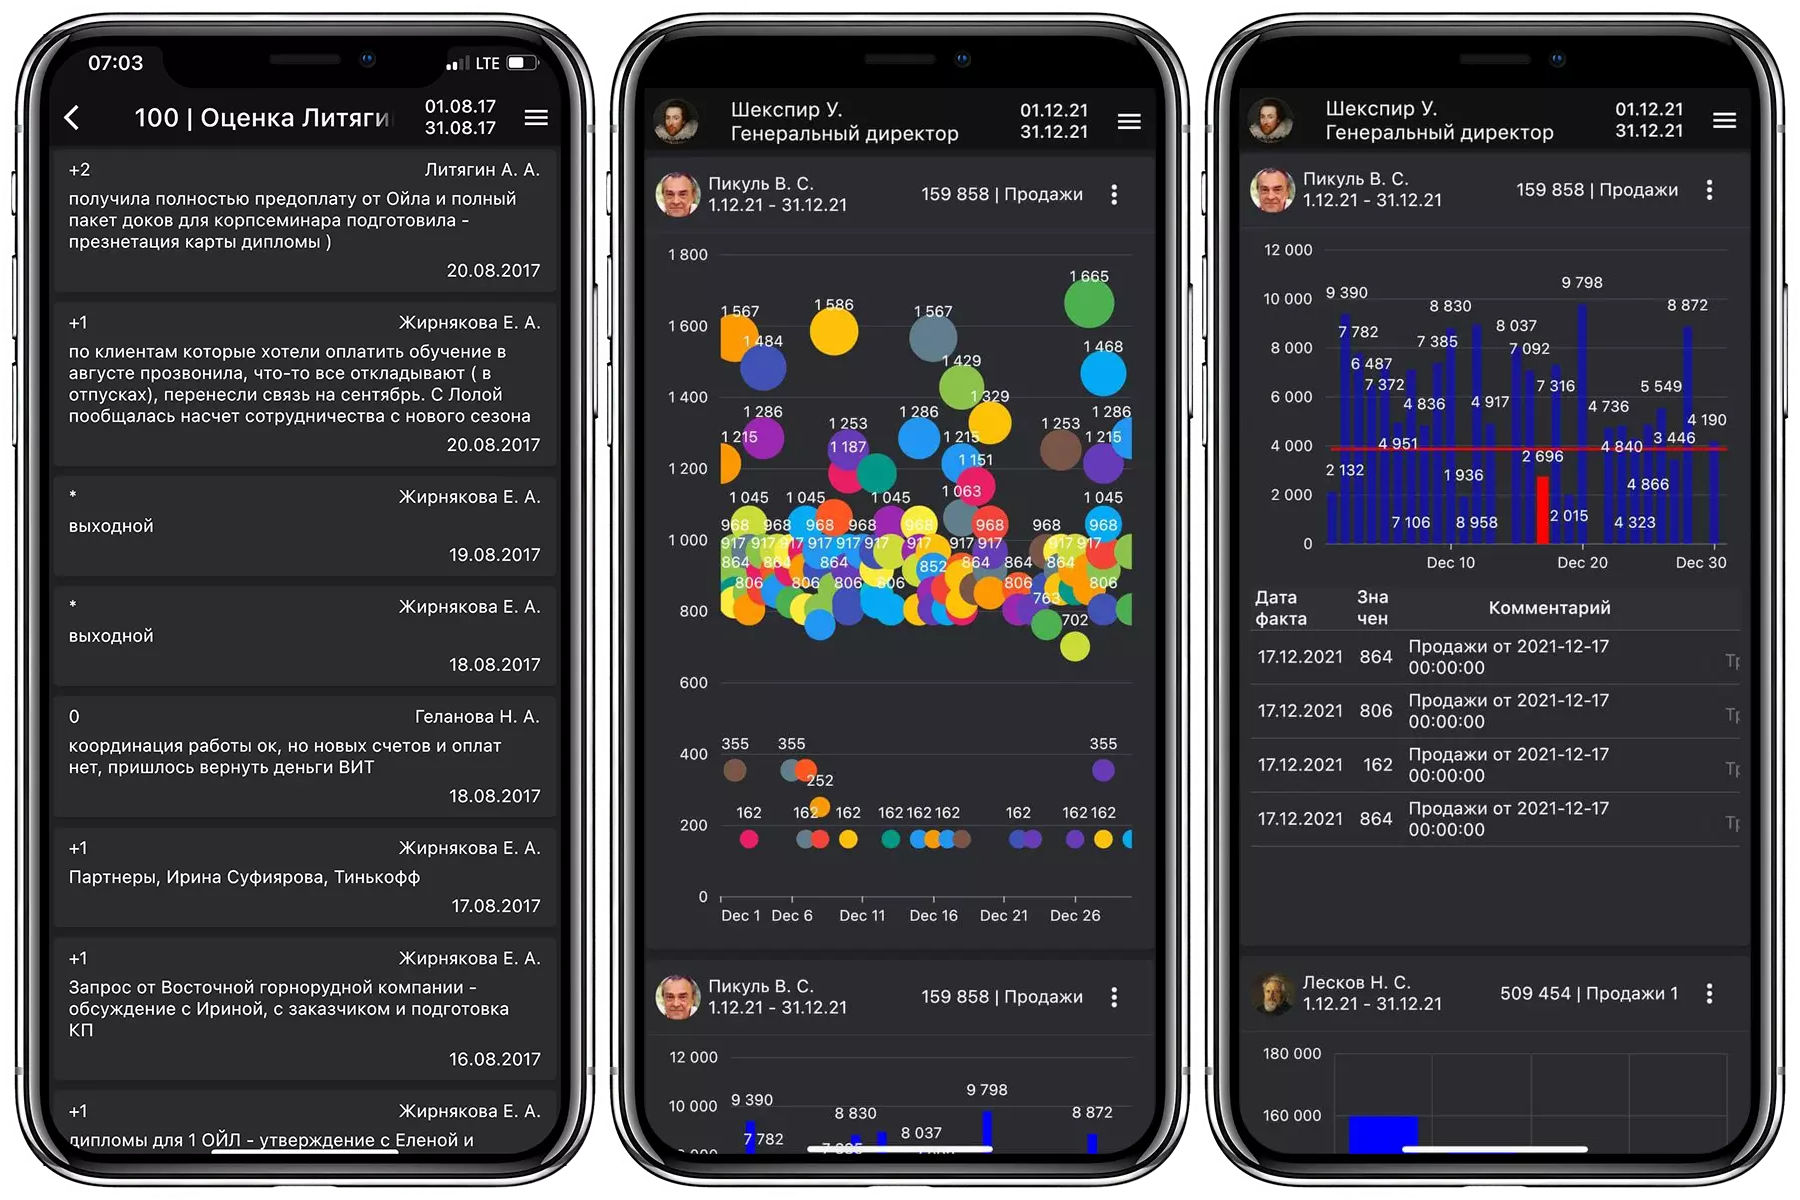 07:03
LTE
100 | Оценка Литяги
01.08.17
31.08.17
+2
Литягин А. А.
получила полностью предоплату от Ойла и полный
пакет доков для корпсеминара подготовила -
презнетация карты дипломы )
20.08.2017
+1
Жирнякова Е. А.
по клиентам которые хотели оплатить обучение в
августе прозвонила, что-то все откладывают ( в
отпусках), перенесли связь на сентябрь. С Лолой
пообщалась насчет сотрудничества с нового сезона
20.08.2017
*
Жирнякова Е. А.
выходной
19.08.2017
*
Жирнякова Е. А.
выходной
18.08.2017
0
Геланова Н. А.
координация работы ок, но новых счетов и оплат
нет, пришлось вернуть деньги ВИТ
18.08.2017
+1
Жирнякова Е. А.
Партнеры, Ирина Суфиярова, Тинькофф
17.08.2017
+1
Жирнякова Е. А.
Запрос от Восточной горнорудной компании -
обсуждение с Ириной, с заказчиком и подготовка
КП
16.08.2017
+1
Жирнякова Е. А.
дипломы для 1 ОЙЛ - утверждение с Еленой и
Шекспир У.
Генеральный директор
01.12.21
31.12.21
Пикуль В. С.
1.12.21 - 31.12.21
159 858 | Продажи
1 800
1 665
1 567
1 586
1 567
1 600
1 484
1 468
1 429
1 400
1 329
1 286
1 286
1 286
1 253
1 253
1 215
1 187
1 215
1 215
1 200
1 151
1 063
1 045
1 045
1 045
1 045
968
968
968
968
968
968
968
968
1 000
917
917
917
917
917
917
917
917
917
864
864
864
864
864
864
852
806
806
806
806
806
806
800
763
702
600
400
355
355
355
252
200
162
162
162
162
162
162
162
162
162
0
Dec 1
Dec 6
Dec 11
Dec 16
Dec 21
Dec 26
Пикуль В. С.
1.12.21 - 31.12.21
159 858 | Продажи
12 000
10 000
9 390
8 830
9 798
8 872
7 782
8 037
Шекспир У.
Генеральный директор
01.12.21
31.12.21
Пикуль В. С.
1.12.21 - 31.12.21
159 858 | Продажи
12 000
10 000
9 390
9 798
8 830
8 872
7 782
8 037
7 385
7 092
8 000
6 487
7 372
7 316
5 549
6 000
4 836
4 917
4 736
4 190
4 000
4 951
4 840
3 446
2 696
2 132
1 936
4 866
2 000
7 106
8 958
2 015
4 323
0
Dec 10
Dec 20
Dec 30
Дата
факта
Зна
чен
Комментарий
17.12.2021
864
Продажи от 2021-12-17
00:00:00
Тр
17.12.2021
806
Продажи от 2021-12-17
00:00:00
Тр
17.12.2021
162
Продажи от 2021-12-17
00:00:00
Тр
17.12.2021
864
Продажи от 2021-12-17
00:00:00
Тр
Лесков Н. С.
1.12.21 - 31.12.21
509 454 | Продажи 1
180 000
160 000